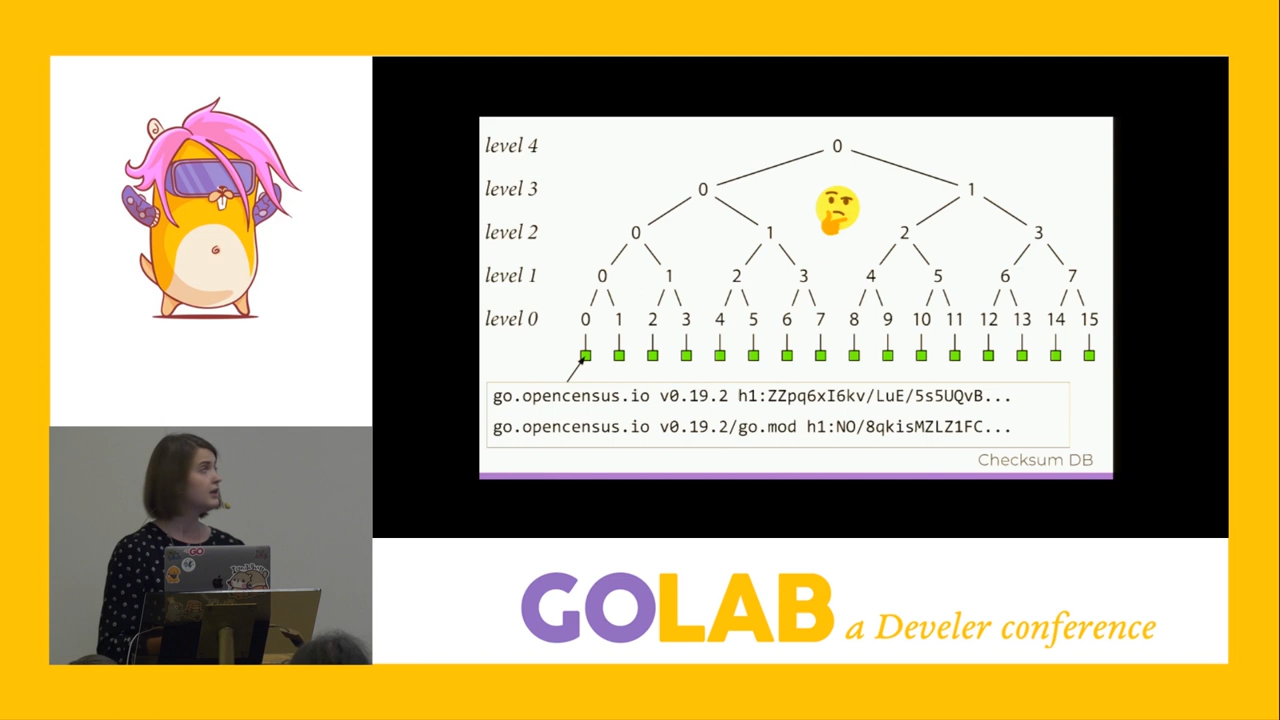 level 4 0
level 3 0 1
level 2 0 1 2 3
level 1 0 1 2 3 4 5 6 7
level 0 0 1 2 3 4 5 6 7 8 9 10 11 12 13 14 15
go.opencensus.io v0.19.2 h1:ZZpq6xI6kv/LuE/5s5UQvB...
go.opencensus.io v0.19.2/go.mod h1:NO/8qkisMZLZ1FC...
Checksum DB
GO
GOLAB a Develer conference